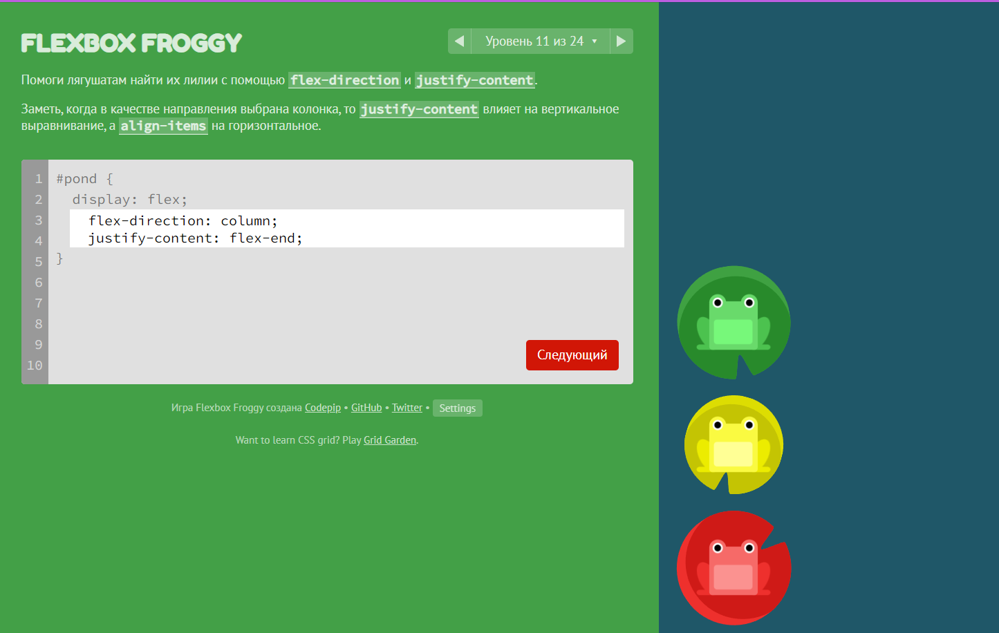 FLEXBOX FROGGY
Уровень 11 из 24
Помоги лягушатам найти их лилии с помощью flex-direction и justify-content.
Заметь, когда в качестве направления выбрана колонка, то justify-content влияет на вертикальное
выравнивание, а align-items на горизонтальное.
1 #pond {
2 display: flex;
3 flex-direction: column;
4 justify-content: flex-end;
5 }
6
7
8
9
10
Следующий
Игра Flexbox Froggy создана Codepip • GitHub • Twitter • Settings
Want to learn CSS grid? Play Grid Garden.